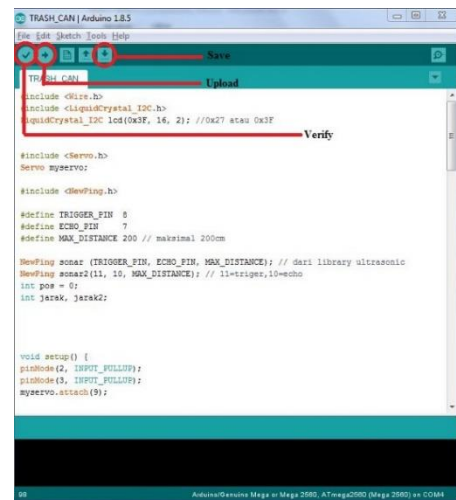 TRASH_CAN | Arduino 1.8.5
File Edit Sketch Tools Help
Save
TRASH_CAN
Upload
#include <Wire.h>
#include <LiquidCrystal_I2C.h>
LiquidCrystal_I2C lcd(0x3F, 16, 2); //0x27 atau 0x3F
Verify
#include <Servo.h>
Servo myservo;
#include <NewPing.h>
#define TRIGGER_PIN 8
#define ECHO_PIN 7
#define MAX_DISTANCE 200 // maksimal 200cm
NewPing sonar (TRIGGER_PIN, ECHO_PIN, MAX_DISTANCE); // dari library ultrasonic
NewPing sonar2(11, 10, MAX_DISTANCE); // 11=triger,10=echo
int pos = 0;
int jarak, jarak2;
void setup() {
pinMode(2, INPUT_PULLUP);
pinMode(3, INPUT_PULLUP);
myservo.attach(9);
98 Arduino/Genuino Mega or Mega 2560, ATmega2560 (Mega 2560) on COM4